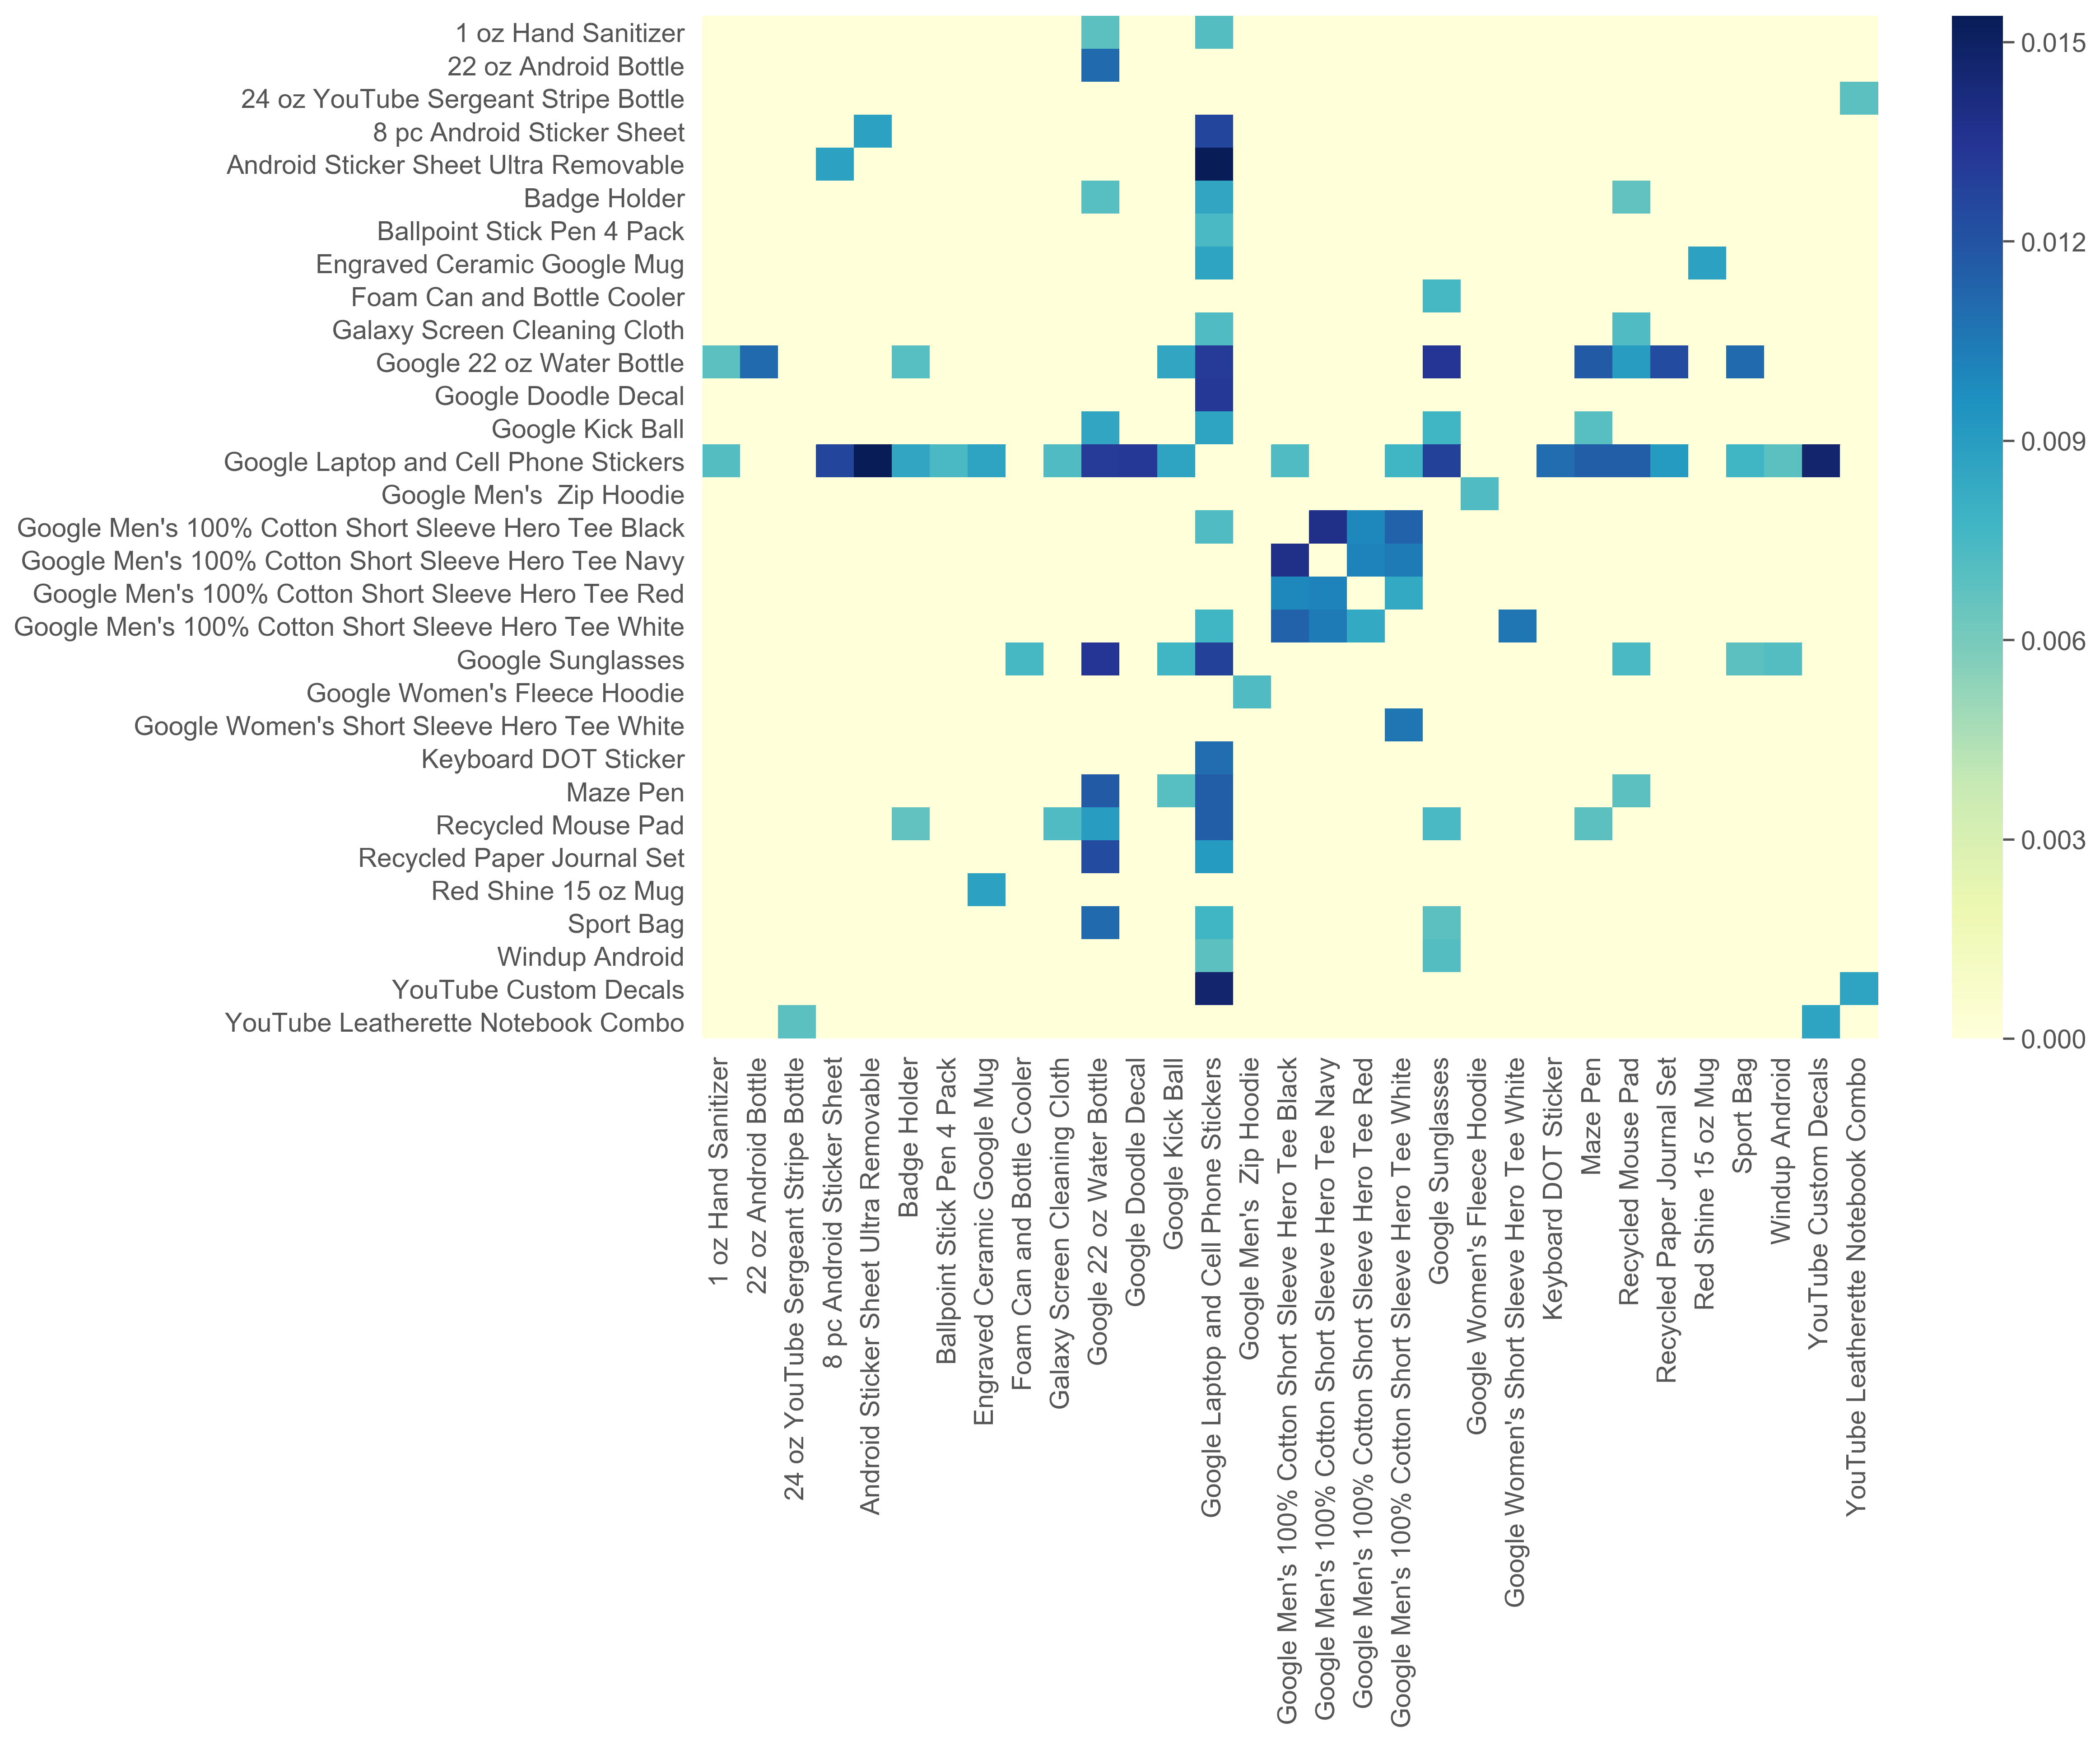 1 oz Hand Sanitizer
22 oz Android Bottle
24 oz YouTube Sergeant Stripe Bottle
8 pc Android Sticker Sheet
Android Sticker Sheet Ultra Removable
Badge Holder
Ballpoint Stick Pen 4 Pack
Engraved Ceramic Google Mug
Foam Can and Bottle Cooler
Galaxy Screen Cleaning Cloth
Google 22 oz Water Bottle
Google Doodle Decal
Google Kick Ball
Google Laptop and Cell Phone Stickers
Google Men's  Zip Hoodie
Google Men's 100% Cotton Short Sleeve Hero Tee Black
Google Men's 100% Cotton Short Sleeve Hero Tee Navy
Google Men's 100% Cotton Short Sleeve Hero Tee Red
Google Men's 100% Cotton Short Sleeve Hero Tee White
Google Sunglasses
Google Women's Fleece Hoodie
Google Women's Short Sleeve Hero Tee White
Keyboard DOT Sticker
Maze Pen
Recycled Mouse Pad
Recycled Paper Journal Set
Red Shine 15 oz Mug
Sport Bag
Windup Android
YouTube Custom Decals
YouTube Leatherette Notebook Combo
1 oz Hand Sanitizer
22 oz Android Bottle
24 oz YouTube Sergeant Stripe Bottle
8 pc Android Sticker Sheet
Android Sticker Sheet Ultra Removable
Badge Holder
Ballpoint Stick Pen 4 Pack
Engraved Ceramic Google Mug
Foam Can and Bottle Cooler
Galaxy Screen Cleaning Cloth
Google 22 oz Water Bottle
Google Doodle Decal
Google Kick Ball
Google Laptop and Cell Phone Stickers
Google Men's  Zip Hoodie
Google Men's 100% Cotton Short Sleeve Hero Tee Black
Google Men's 100% Cotton Short Sleeve Hero Tee Navy
Google Men's 100% Cotton Short Sleeve Hero Tee Red
Google Men's 100% Cotton Short Sleeve Hero Tee White
Google Sunglasses
Google Women's Fleece Hoodie
Google Women's Short Sleeve Hero Tee White
Keyboard DOT Sticker
Maze Pen
Recycled Mouse Pad
Recycled Paper Journal Set
Red Shine 15 oz Mug
Sport Bag
Windup Android
YouTube Custom Decals
YouTube Leatherette Notebook Combo
0.015
0.012
0.009
0.006
0.003
0.000